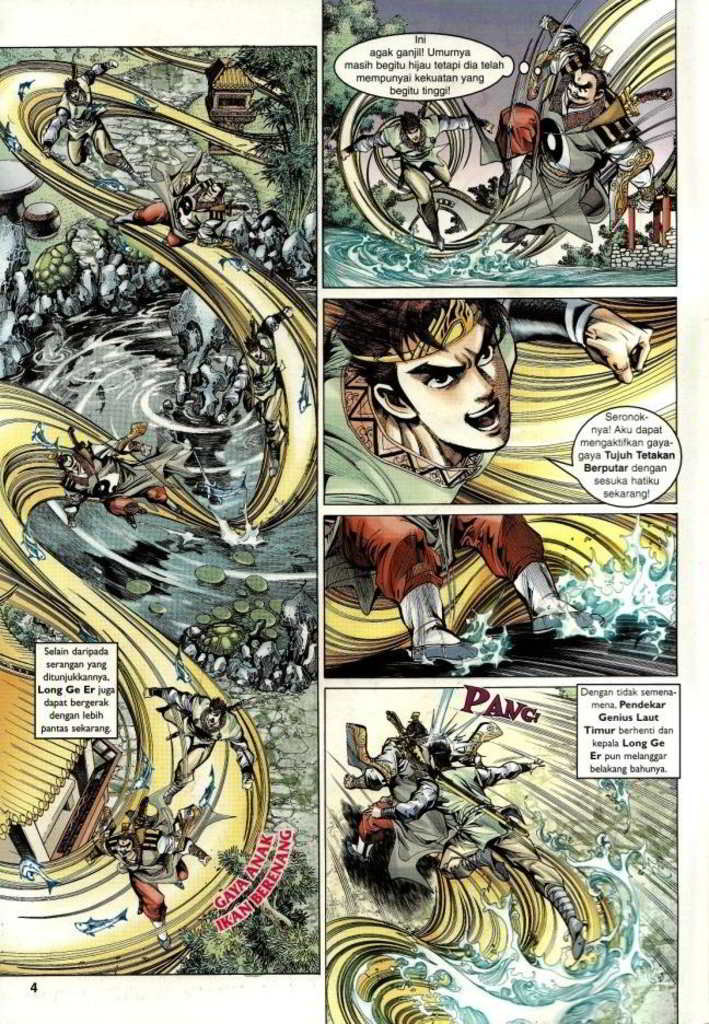 Selain daripada
serangan yang
ditunjukkannya,
Long Ge Er juga
dapat bergerak
dengan lebih
pantas sekarang.
GAYA ANAK
IKAN BERENANG
4
Ini
agak ganjil! Umurnya
masih begitu hijau tetapi dia telah
mempunyai kekuatan yang
begitu tinggi!
Seronok-
nya! Aku dapat
mengaktifkan gaya-
gaya Tujuh Tetakan
Berputar dengan
sesuka hatiku
sekarang!
PANG!
Dengan tidak semena-
mena, Pendekar
Genius Laut
Timur berhenti dan
kepala Long Ge
Er pun melanggar
belakang bahunya.